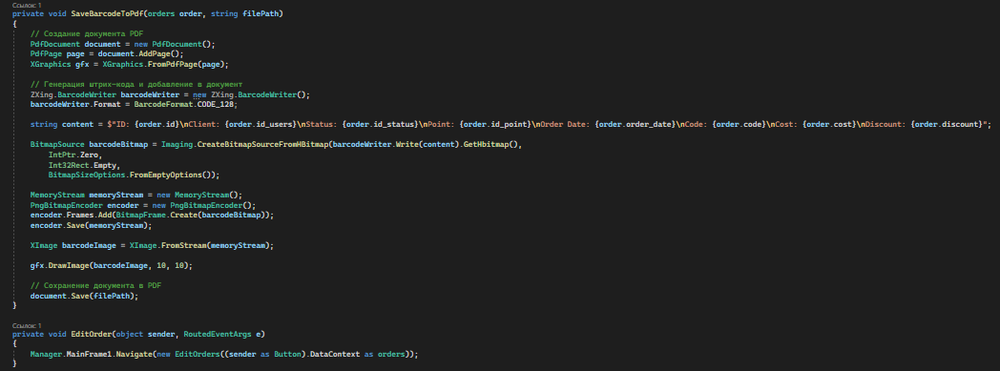 Ссылок: 1
private void SaveBarcodeToPdf(orders order, string filePath)
{
// Создание документа PDF
PdfDocument document = new PdfDocument();
PdfPage page = document.AddPage();
XGraphics gfx = XGraphics.FromPdfPage(page);
// Генерация штрих-кода и добавление в документ
ZXing.BarcodeWriter barcodeWriter = new ZXing.BarcodeWriter();
barcodeWriter.Format = BarcodeFormat.CODE_128;
string content = $"ID: {order.id}\nClient: {order.id_users}\nStatus: {order.id_status}\nPoint: {order.id_point}\nOrder Date: {order.order_date}\nCode: {order.code}\nCost: {order.cost}\nDiscount: {order.discount}";
BitmapSource barcodeBitmap = Imaging.CreateBitmapSourceFromHBitmap(barcodeWriter.Write(content).GetHbitmap(),
IntPtr.Zero,
Int32Rect.Empty,
BitmapSizeOptions.FromEmptyOptions());
MemoryStream memoryStream = new MemoryStream();
PngBitmapEncoder encoder = new PngBitmapEncoder();
encoder.Frames.Add(BitmapFrame.Create(barcodeBitmap));
encoder.Save(memoryStream);
XImage barcodeImage = XImage.FromStream(memoryStream);
gfx.DrawImage(barcodeImage, 10, 10);
// Сохранение документа в PDF
document.Save(filePath);
}
Ссылок: 1
private void EditOrder(object sender, RoutedEventArgs e)
{
Manager.MainFrame1.Navigate(new EditOrders((sender as Button).DataContext as orders));
}